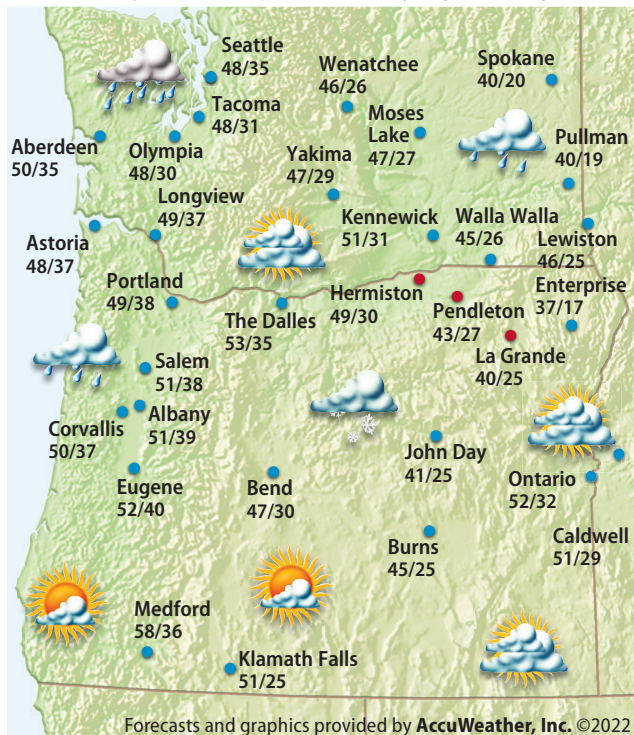 Seattle
48/35
Wenatchee
46/26
Spokane
40/20
Tacoma
48/31
Moses
Lake
47/27
Aberdeen
50/35
Olympia
48/30
Yakima
47/29
Pullman
40/19
Longview
49/37
Kennewick
51/31
Walla Walla
45/26
Lewiston
46/25
Astoria
48/37
Portland
49/38
The Dalles
53/35
Hermiston
49/30
Pendleton
43/27
Enterprise
37/17
La Grande
40/25
Salem
51/38
Albany
51/39
Corvallis
50/37
Eugene
52/40
Bend
47/30
John Day
41/25
Ontario
52/32
Caldwell
51/29
Burns
45/25
Medford
58/36
Klamath Falls
51/25
Forecasts and graphics provided by AccuWeather, Inc. ©2022